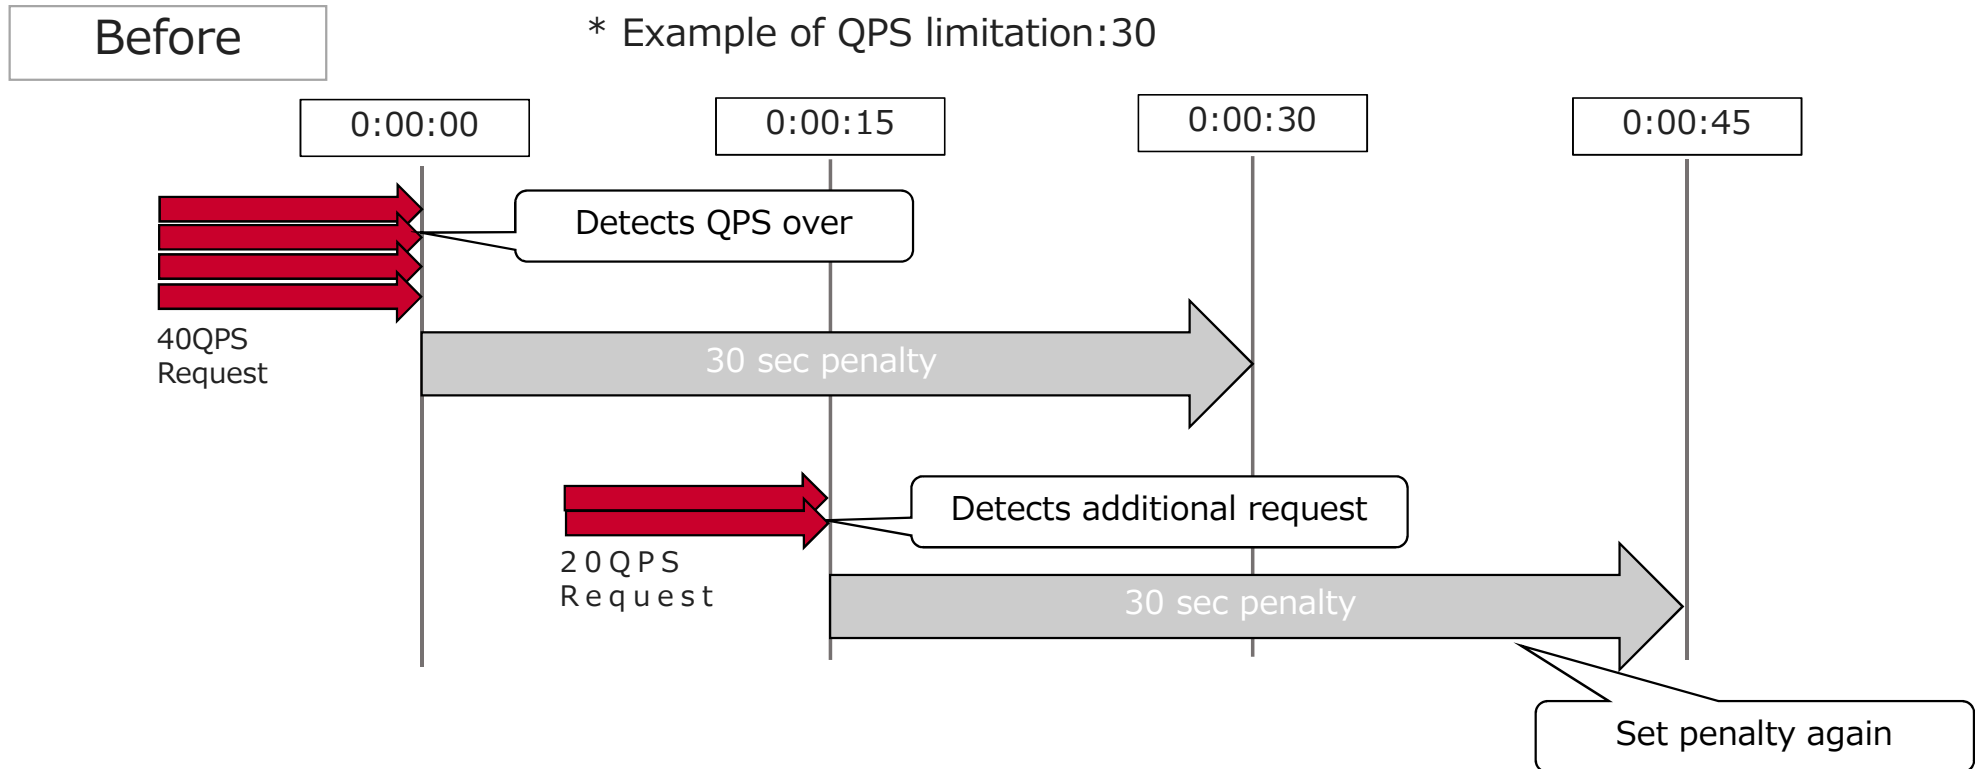 Before
* Example of QPS limitation:30
0:00:00
0:00:15
0:00:30
0:00:45
Detects QPS over
40QPS
Request
30 sec penalty
Detects additional request
20QPS
Request
30 sec penalty
Set penalty again